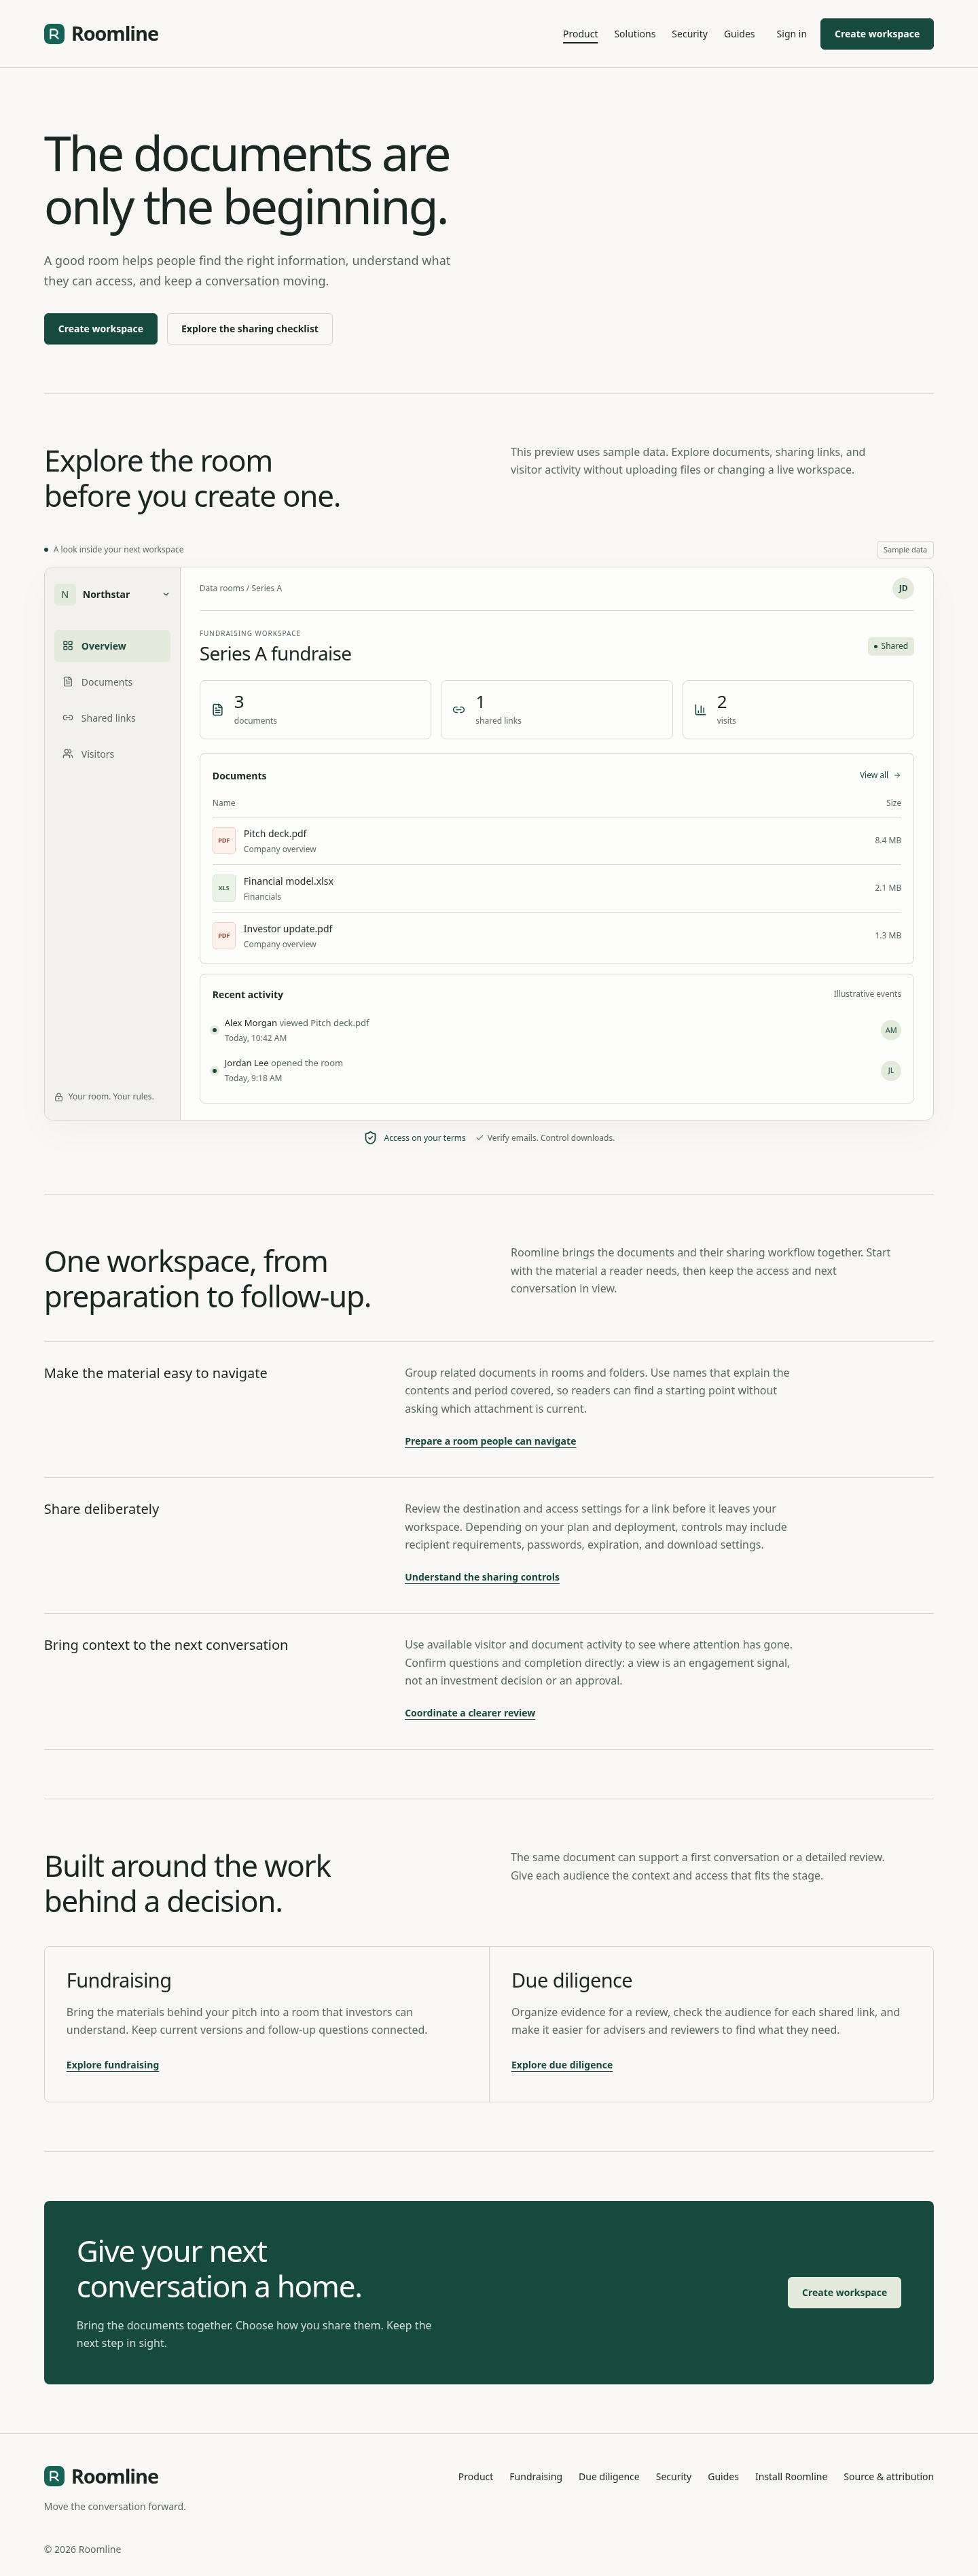 Roomline
Product Solutions Security Guides Sign in Create workspace
The documents are
only the beginning.
A good room helps people find the right information, understand what
they can access, and keep a conversation moving.
Create workspace Explore the sharing checklist
Explore the room
before you create one.
This preview uses sample data. Explore documents, sharing links, and
visitor activity without uploading files or changing a live workspace.
A look inside your next workspace
Sample data
N Northstar
Overview
Documents
Shared links
Visitors
Your room. Your rules.
Data rooms / Series A
JD
FUNDRAISING WORKSPACE
Series A fundraise
Shared
3
documents
1
shared links
2
visits
Documents
View all
Name Size
PDF
Pitch deck.pdf
Company overview
8.4 MB
XLS
Financial model.xlsx
Financials
2.1 MB
PDF
Investor update.pdf
Company overview
1.3 MB
Recent activity
Illustrative events
Alex Morgan viewed Pitch deck.pdf
Today, 10:42 AM
AM
Jordan Lee opened the room
Today, 9:18 AM
JL
Access on your terms Verify emails. Control downloads.
One workspace, from
preparation to follow-up.
Roomline brings the documents and their sharing workflow together. Start
with the material a reader needs, then keep the access and next
conversation in view.
Make the material easy to navigate
Group related documents in rooms and folders. Use names that explain the
contents and period covered, so readers can find a starting point without
asking which attachment is current.
Prepare a room people can navigate
Share deliberately
Review the destination and access settings for a link before it leaves your
workspace. Depending on your plan and deployment, controls may include
recipient requirements, passwords, expiration, and download settings.
Understand the sharing controls
Bring context to the next conversation
Use available visitor and document activity to see where attention has gone.
Confirm questions and completion directly: a view is an engagement signal,
not an investment decision or an approval.
Coordinate a clearer review
Built around the work
behind a decision.
The same document can support a first conversation or a detailed review.
Give each audience the context and access that fits the stage.
Fundraising
Bring the materials behind your pitch into a room that investors can
understand. Keep current versions and follow-up questions connected.
Explore fundraising
Due diligence
Organize evidence for a review, check the audience for each shared link, and
make it easier for advisers and reviewers to find what they need.
Explore due diligence
Give your next
conversation a home.
Bring the documents together. Choose how you share them. Keep the
next step in sight.
Create workspace
Roomline
Move the conversation forward.
Product Fundraising Due diligence Security Guides Install Roomline Source & attribution
© 2026 Roomline